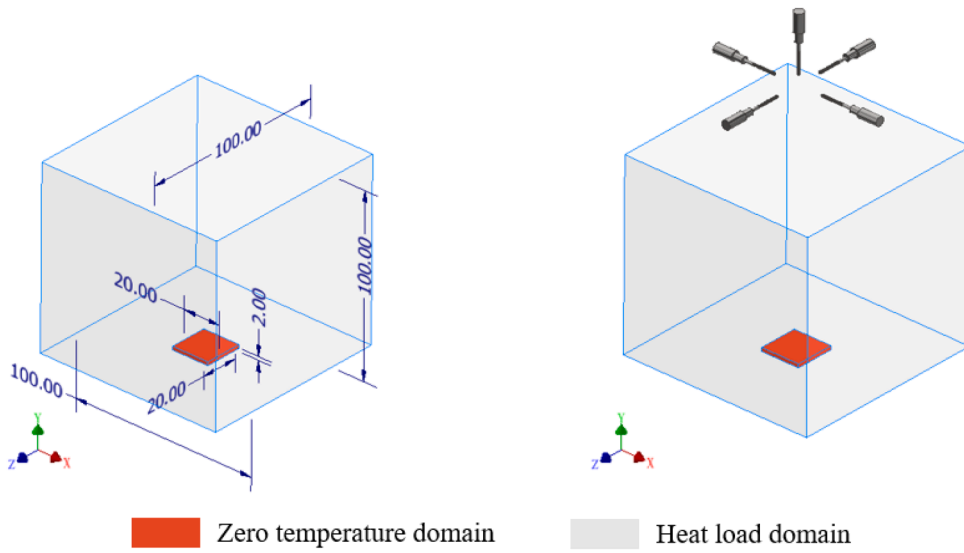 100.00
100.00
20.00
2.00
20.00
100.00
Y
Z
X
Y
Z
X
Zero temperature domain
Heat load domain